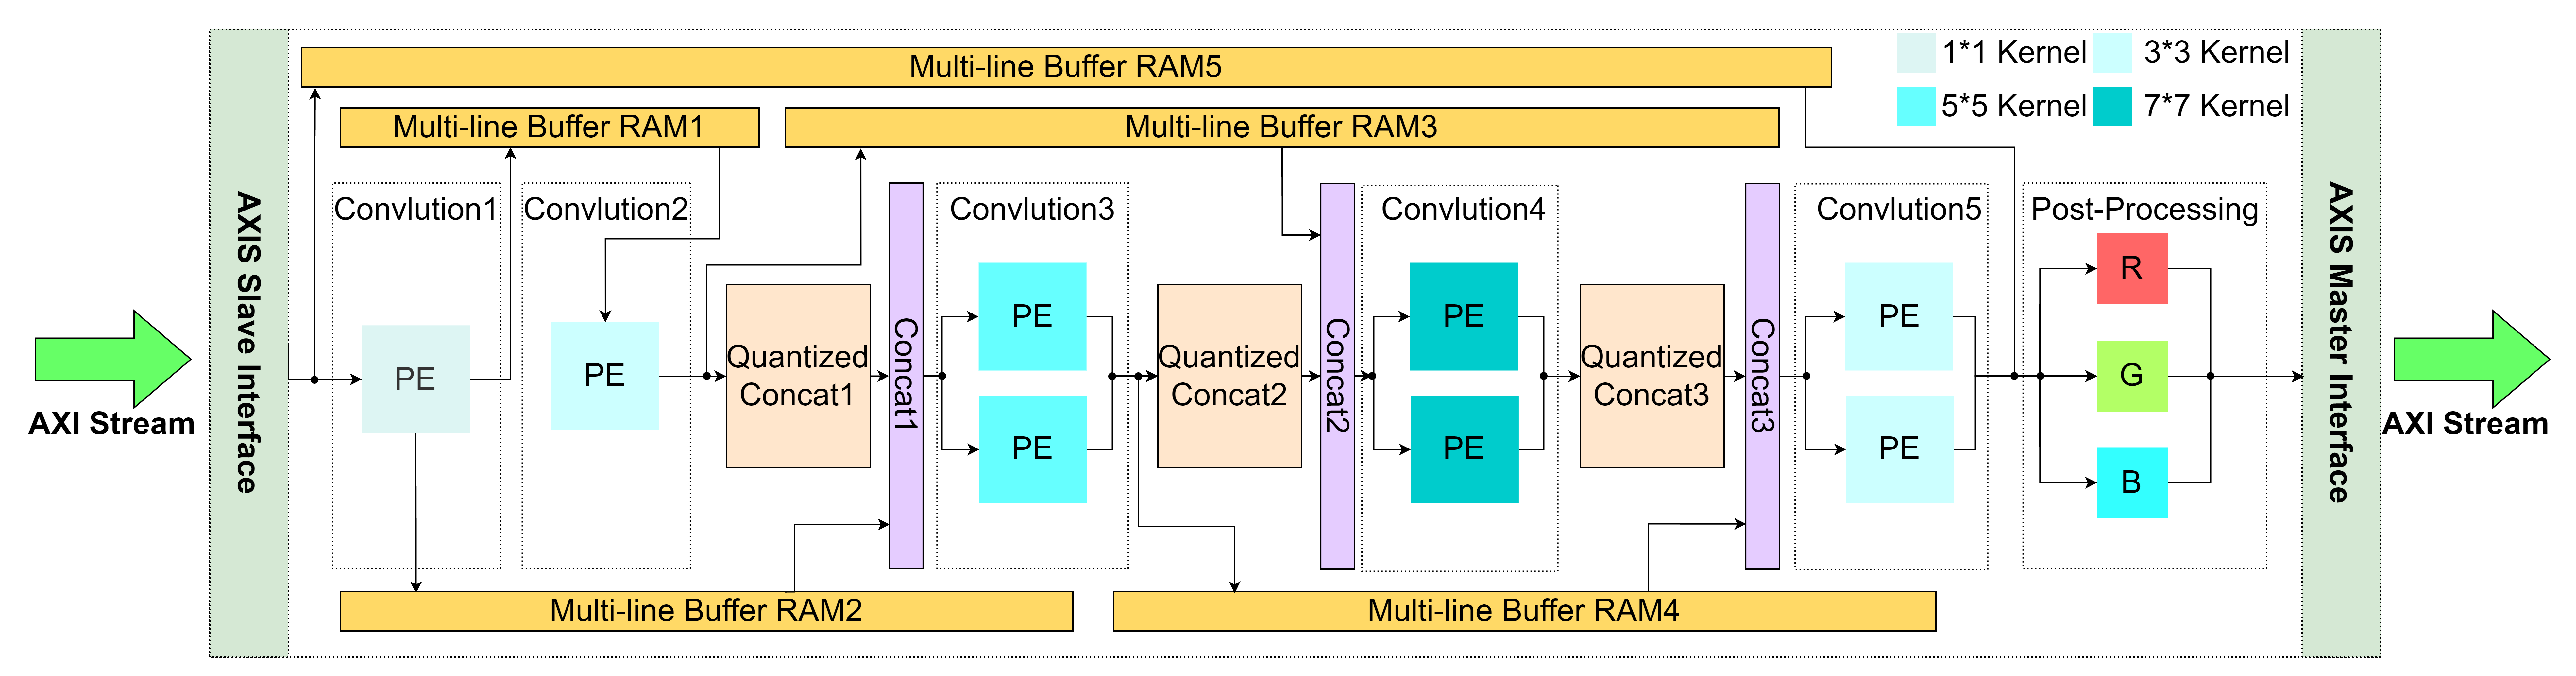 Multi-line Buffer RAM5
1*1 Kernel
3*3 Kernel
5*5 Kernel
7*7 Kernel
Multi-line Buffer RAM1
Multi-line Buffer RAM3
AXI Stream
AXIS Slave Interface
Convlution1
PE
Convlution2
PE
Quantized
Concat1
Concat1
Convlution3
PE
PE
Quantized
Concat2
Concat2
Convlution4
PE
PE
Quantized
Concat3
Concat3
Convlution5
PE
PE
Post-Processing
R
G
B
AXIS Master Interface
AXI Stream
Multi-line Buffer RAM2
Multi-line Buffer RAM4